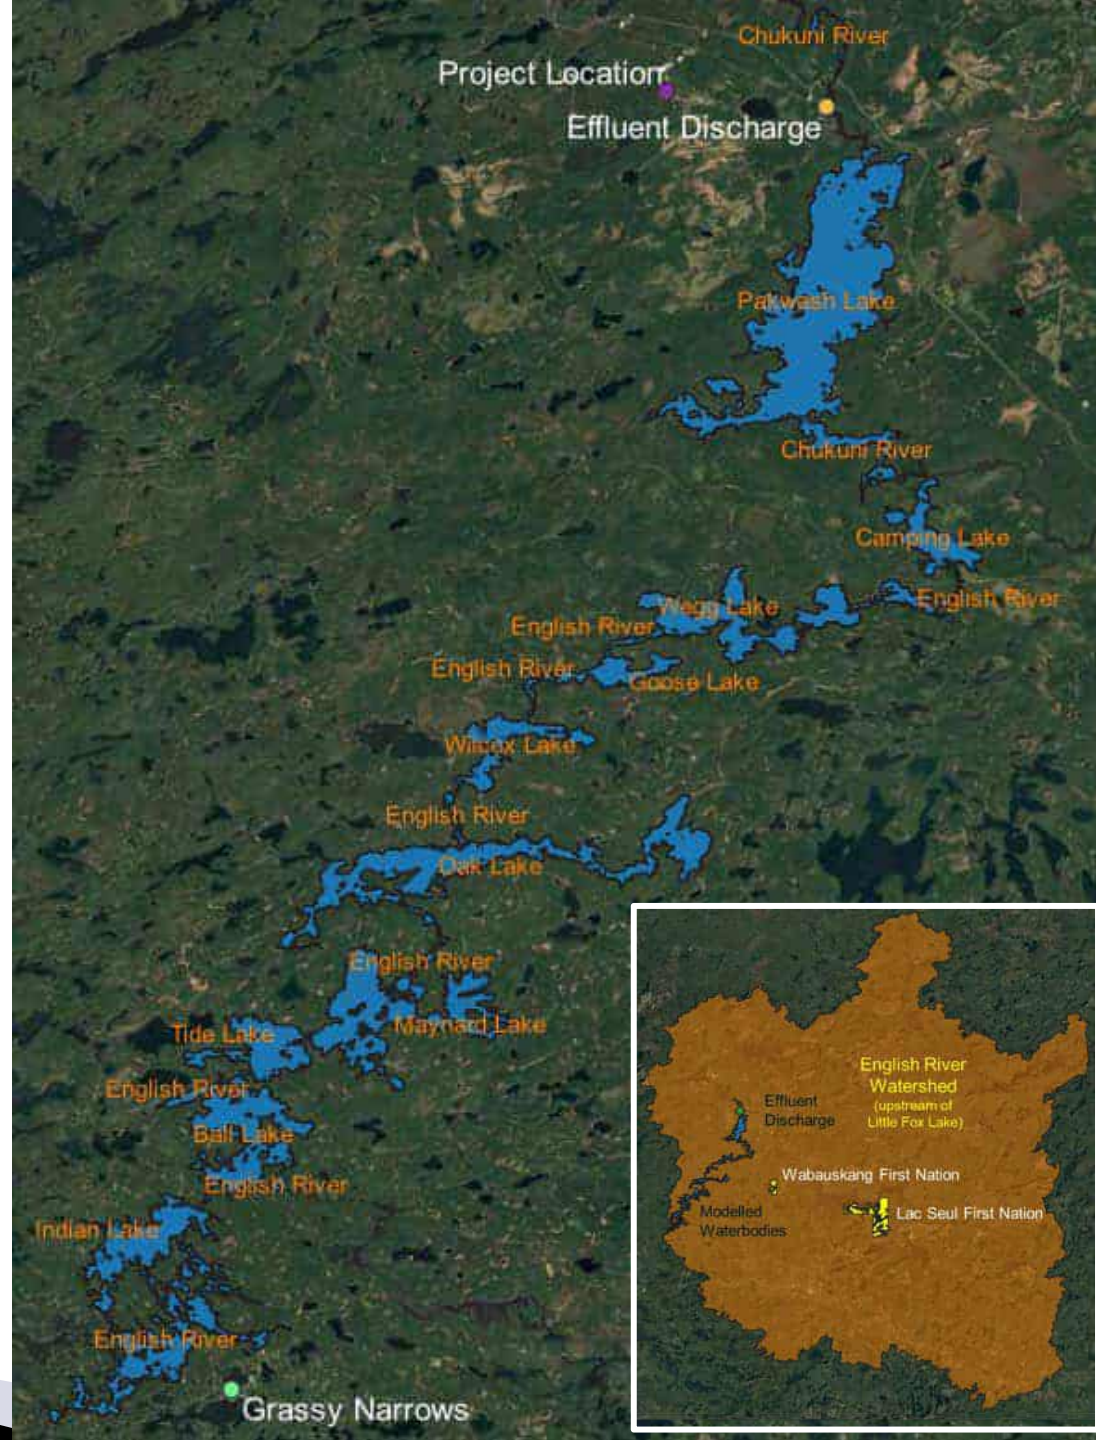 Chukuni River
Project Location
Effluent Discharge
Pakwash Lake
Chukuni River
Camping Lake
English River
Wegg Lake
English River
English River
Goose Lake
Wilcox Lake
English River
Oak Lake
English River
Maynard Lake
Tide Lake
English River
Ball Lake
English River
Indian Lake
English River
Grassy Narrows
English River
Watershed
(upstream of
Little Fox Lake)
Effluent
Discharge
Wabauskang First Nation
Modelled
Waterbodies
Lac Seul First Nation